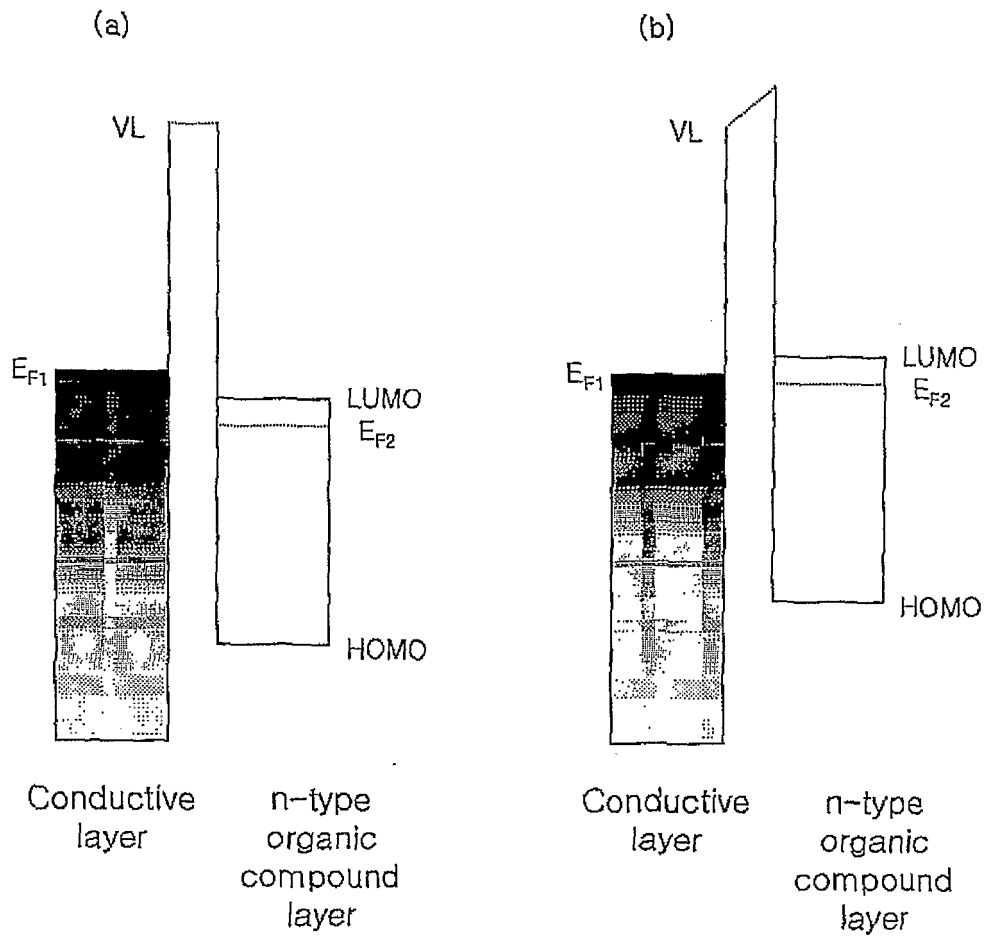 (a)
VL
EF1
LUMO
EF2
HOMO
Conductive
layer
n-type
organic
compound
layer
(b)
VL
EF1
LUMO
EF2
HOMO
Conductive
layer
n-type
organic
compound
layer